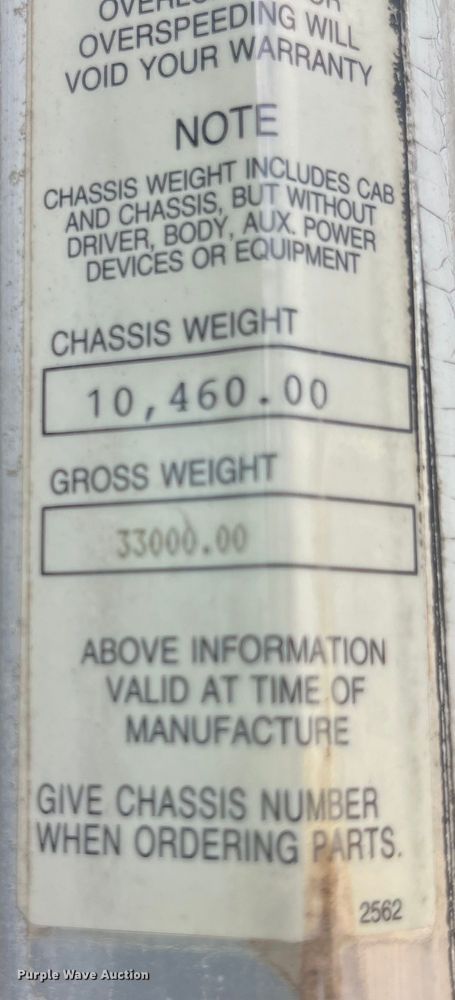 OVERSPEEDING WILL
VOID YOUR WARRANTY
NOTE
CHASSIS WEIGHT INCLUDES CAB
AND CHASSIS, BUT WITHOUT
DRIVER, BODY, AUX. POWER
DEVICES OR EQUIPMENT
CHASSIS WEIGHT
10,460.00
GROSS WEIGHT
33000.00
ABOVE INFORMATION
VALID AT TIME OF
MANUFACTURE
GIVE CHASSIS NUMBER
WHEN ORDERING PARTS.
2562
Purple Wave Auction